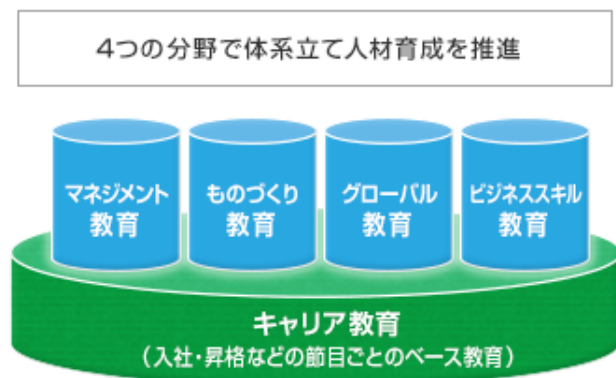 4つの分野で体系立て人材育成を推進
マネジメント
教育
ものづくり
教育
グローバル
教育
ビジネススキル
教育
キャリア教育
（入社・昇格などの節目ごとのベース教育）